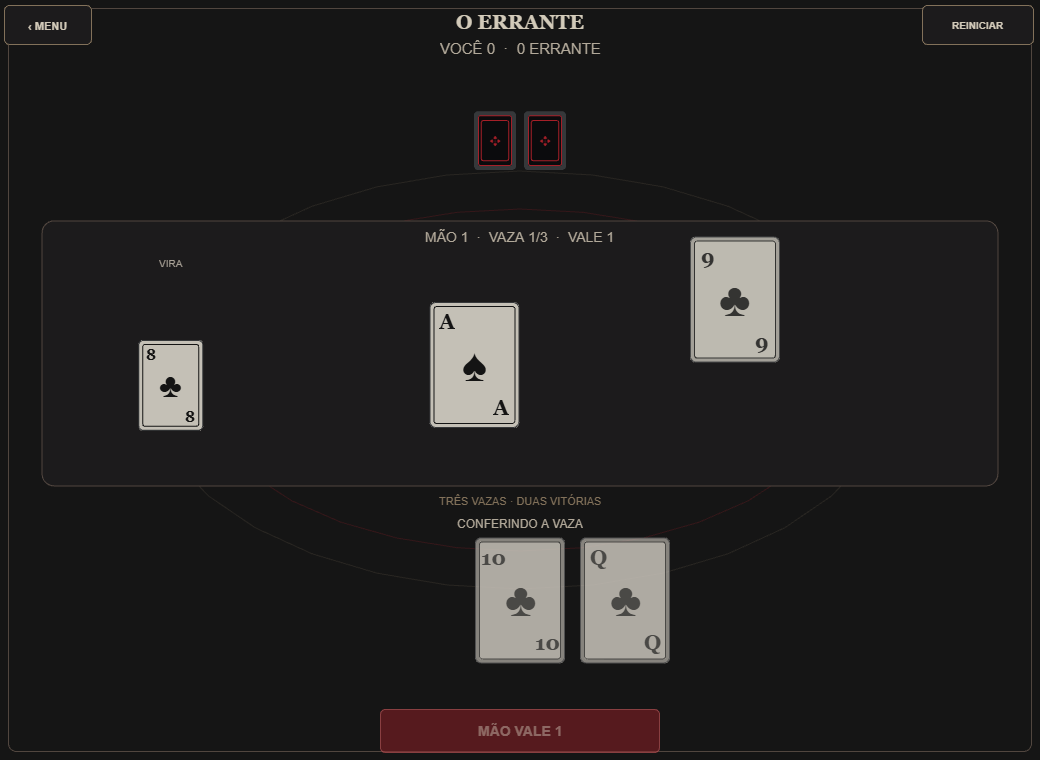 ‹ MENU
O ERRANTE
REINICIAR
VOCÊ 0 · 0 ERRANTE
MÃO 1 · VAZA 1/3 · VALE 1
VIRA
9
9
A
A
8
8
TRÊS VAZAS · DUAS VITÓRIAS
CONFERINDO A VAZA
10
10
Q
Q
MÃO VALE 1